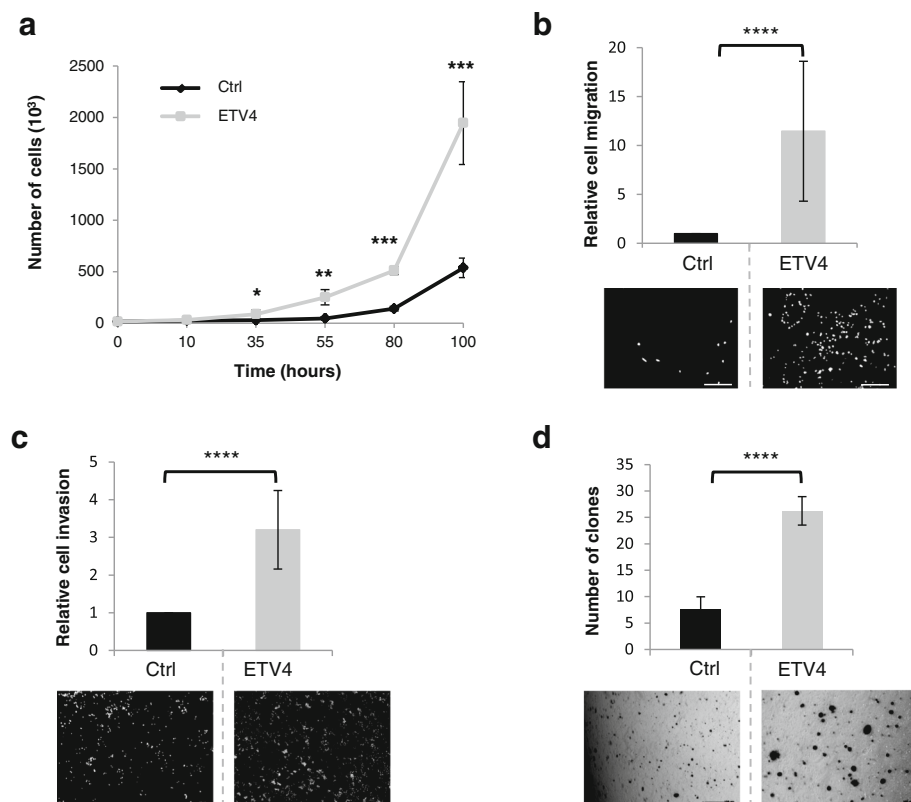 a
Number of cells (10³)
2500
2000
1500
1000
500
0
Ctrl
ETV4
*
**
***
***
0 10 35 55 80 100
Time (hours)
b
Relative cell migration
20
15
10
5
0
****
Ctrl ETV4
c
Relative cell invasion
5
4
3
2
1
0
****
Ctrl ETV4
d
Number of clones
35
30
25
20
15
10
5
0
****
Ctrl ETV4